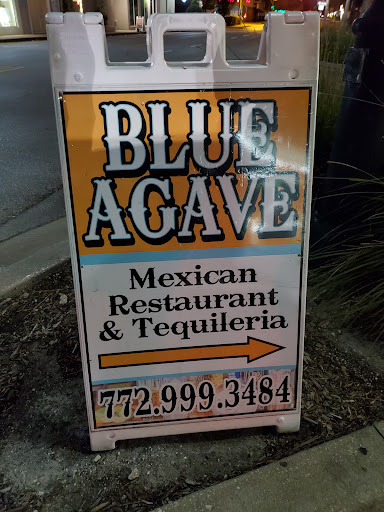 BLUE
AGAVE
Mexican
Restaurant
& Tequileria
772.999.3484